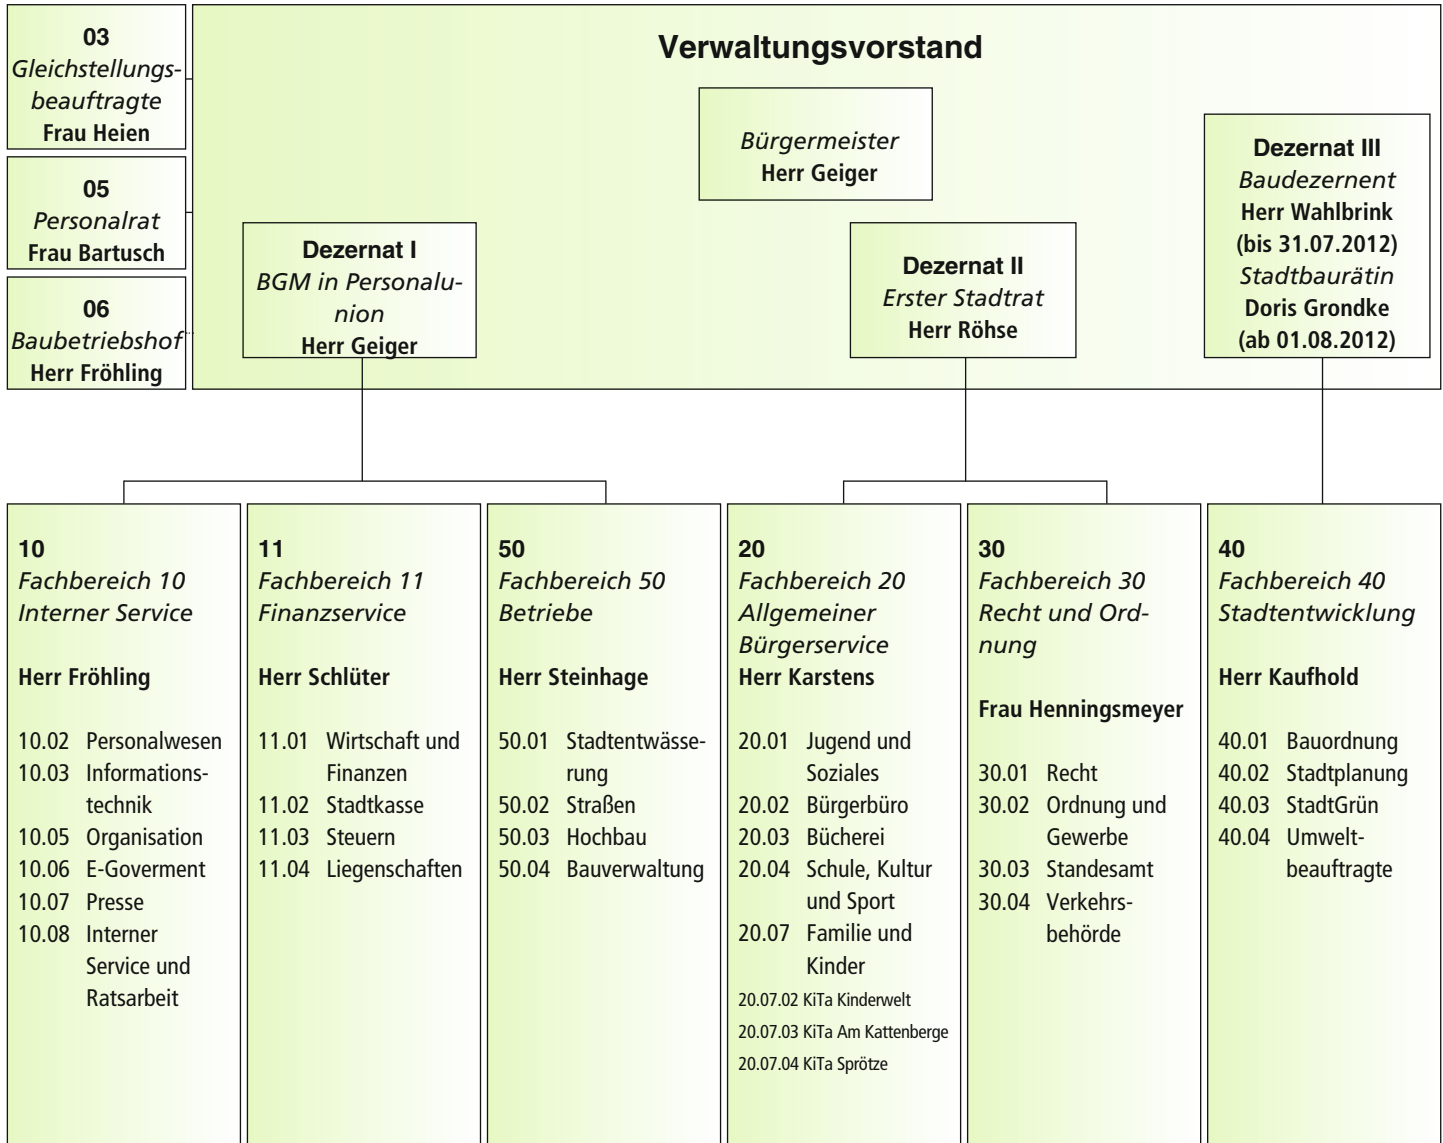 03
Gleichstellungs-
beauftragte
Frau Heien
05
Personalrat
Frau Bartusch
06
Baubetriebshof
Herr Fröhling
Verwaltungsvorstand
Bürgermeister
Herr Geiger
Dezernat I
BGM in Personalu-
nion
Herr Geiger
Dezernat II
Erster Stadtrat
Herr Röhse
Dezernat III
Baudezernent
Herr Wahlbrink
(bis 31.07.2012)
Stadtbaurätin
Doris Grondke
(ab 01.08.2012)
10
Fachbereich 10
Interner Service
Herr Fröhling
10.02 Personalwesen
10.03 Informations-
technik
10.05 Organisation
10.06 E-Goverment
10.07 Presse
10.08 Interner
Service und
Ratsarbeit
11
Fachbereich 11
Finanzservice
Herr Schlüter
11.01 Wirtschaft und
Finanzen
11.02 Stadtkasse
11.03 Steuern
11.04 Liegenschaften
50
Fachbereich 50
Betriebe
Herr Steinhage
50.01 Stadtentwässe-
rung
50.02 Straßen
50.03 Hochbau
50.04 Bauverwaltung
20
Fachbereich 20
Allgemeiner
Bürgerservice
Herr Karstens
20.01 Jugend und
Soziales
20.02 Bürgerbüro
20.03 Bücherei
20.04 Schule, Kultur
und Sport
20.07 Familie und
Kinder
20.07.02 KiTa Kinderwelt
20.07.03 KiTa Am Kattenberge
20.07.04 KiTa Sprötze
30
Fachbereich 30
Recht und Ord-
nung
Frau Henningsmeyer
30.01 Recht
30.02 Ordnung und
Gewerbe
30.03 Standesamt
30.04 Verkehrs-
behörde
40
Fachbereich 40
Stadtentwicklung
Herr Kaufhold
40.01 Bauordnung
40.02 Stadtplanung
40.03 StadtGrün
40.04 Umwelt-
beauftragte